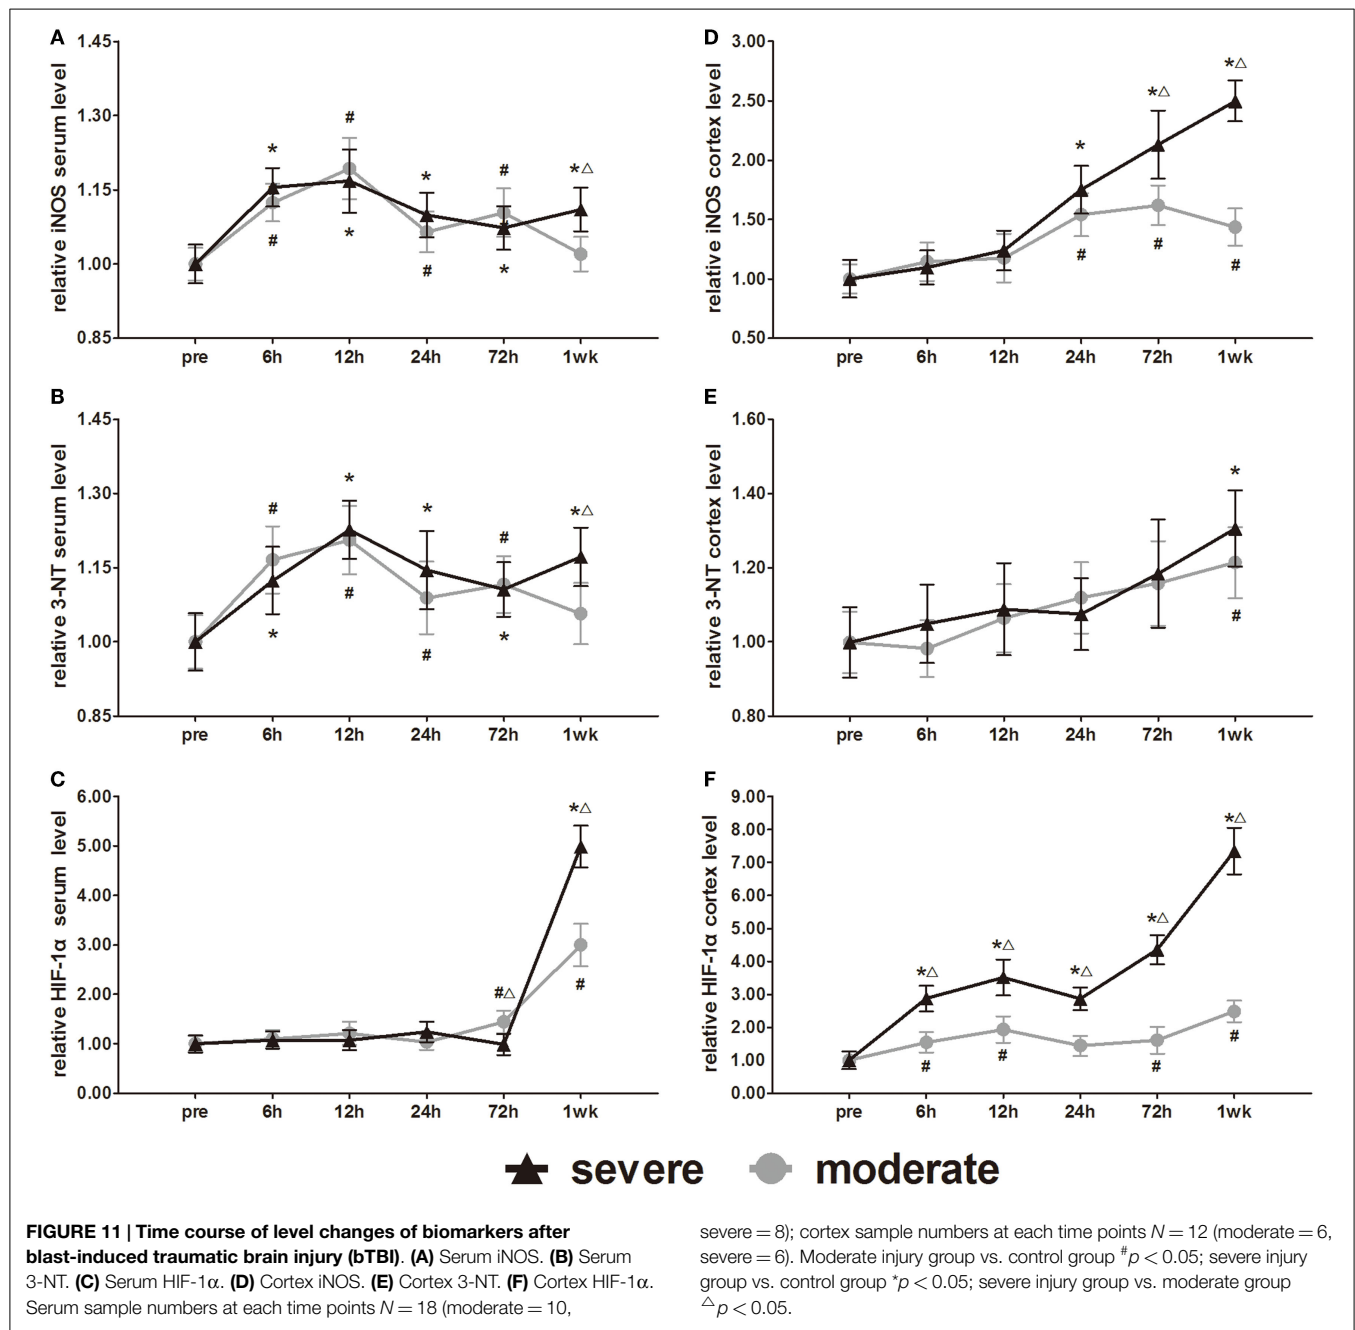 A
1.45
1.30
1.15
1.00
0.85
relative iNOS serum level
# 
* * # *△
# * # *
pre 6h 12h 24h 72h 1wk
D
3.00
2.50
2.00
1.50
1.00
0.50
relative iNOS cortex level
* *△ *△
# # #
pre 6h 12h 24h 72h 1wk
B
1.45
1.30
1.15
1.00
0.85
relative 3-NT serum level
# * * # *△
* # # *
pre 6h 12h 24h 72h 1wk
E
1.60
1.40
1.20
1.00
0.80
relative 3-NT cortex level
*
#
pre 6h 12h 24h 72h 1wk
C
6.00
5.00
4.00
3.00
2.00
1.00
0.00
relative HIF-1α serum level
#△ *△
#
pre 6h 12h 24h 72h 1wk
F
9.00
7.00
5.00
4.00
3.00
2.00
1.00
0.00
relative HIF-1α cortex level
*△ *△ *△ *△ *△
# # # #
pre 6h 12h 24h 72h 1wk
severe moderate
FIGURE 11 | Time course of level changes of biomarkers after
blast-induced traumatic brain injury (bTBI). (A) Serum iNOS. (B) Serum
3-NT. (C) Serum HIF-1α. (D) Cortex iNOS. (E) Cortex 3-NT. (F) Cortex HIF-1α.
Serum sample numbers at each time points N = 18 (moderate = 10,
severe = 8); cortex sample numbers at each time points N = 12 (moderate = 6,
severe = 6). Moderate injury group vs. control group #p < 0.05; severe injury
group vs. control group *p < 0.05; severe injury group vs. moderate group
△p < 0.05.